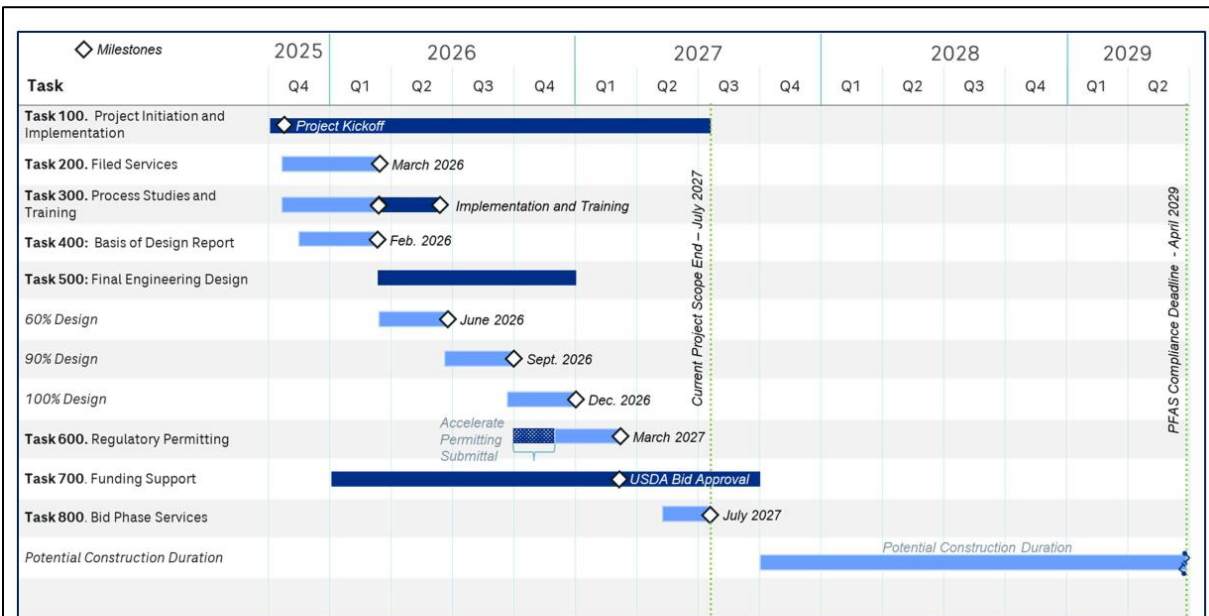 Milestones
2025 2026 2027 2028 2029
Task Q4 Q1 Q2 Q3 Q4 Q1 Q2 Q3 Q4 Q1 Q2 Q3 Q4 Q1 Q2
Task 100. Project Initiation and
Implementation
Project Kickoff
Task 200. Filed Services
March 2026
Task 300. Process Studies and
Training
Implementation and Training
Task 400: Basis of Design Report
Feb. 2026
Task 500: Final Engineering Design
60% Design
June 2026
90% Design
Sept. 2026
100% Design
Dec. 2026
Task 600. Regulatory Permitting
Accelerate
Permitting
Submittal
March 2027
Task 700. Funding Support
USDA Bid Approval
Task 800. Bid Phase Services
July 2027
Potential Construction Duration
Potential Construction Duration
Current Project Scope End – July 2027
PFAS Compliance Deadline - April 2029